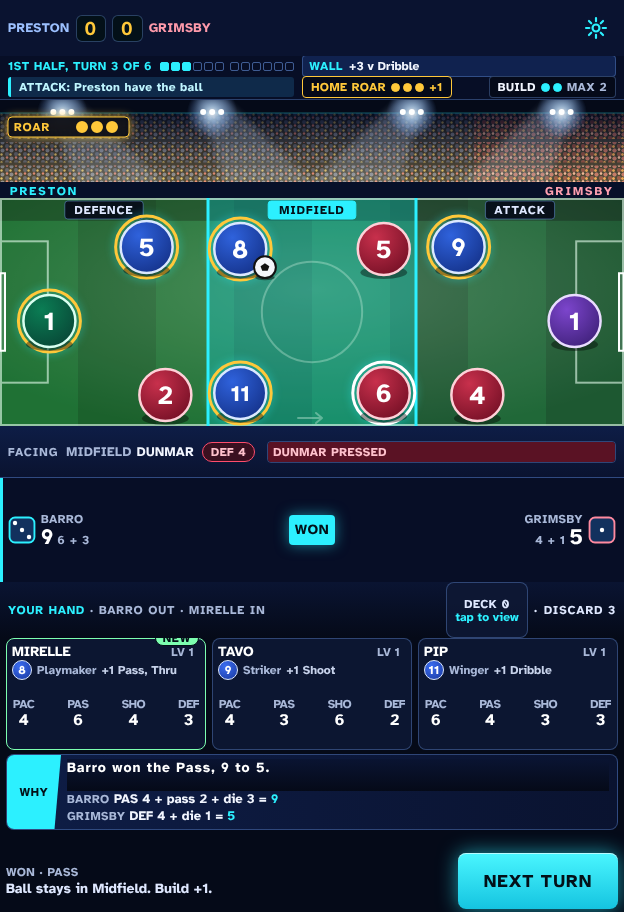 PRESTON 0 0 GRIMSBY
1ST HALF, TURN 3 OF 6
WALL +3 v Dribble
ATTACK: Preston have the ball
HOME ROAR +1
BUILD MAX 2
ROAR
PRESTON GRIMSBY
DEFENCE MIDFIELD ATTACK
5 8 5 9
1 1
2 11 6 4
FACING MIDFIELD DUNMAR DEF 4 DUNMAR PRESSED
BARRO
9 6 + 3
WON
GRIMSBY
4 + 1 5
YOUR HAND · BARRO OUT · MIRELLE IN
DECK 0
tap to view
· DISCARD 3
NEW
MIRELLE LV 1
8 Playmaker +1 Pass, Thru
PAC PAS SHO DEF
4 6 4 3
TAVO LV 1
9 Striker +1 Shoot
PAC PAS SHO DEF
4 3 6 2
PIP LV 1
11 Winger +1 Dribble
PAC PAS SHO DEF
6 4 3 3
WHY
Barro won the Pass, 9 to 5.
BARRO PAS 4 + pass 2 + die 3 = 9
GRIMSBY DEF 4 + die 1 = 5
WON · PASS
Ball stays in Midfield. Build +1.
NEXT TURN